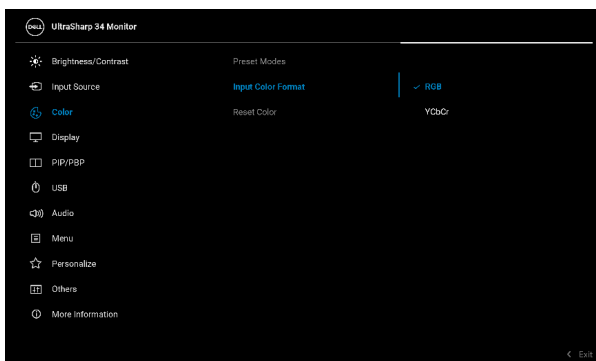 DELL UltraSharp 34 Monitor
Brightness/Contrast Preset Modes
Input Source Input Color Format ✓ RGB
Color Reset Color YCbCr
Display
PIP/PBP
USB
Audio
Menu
Personalize
Others
More Information
< Exit